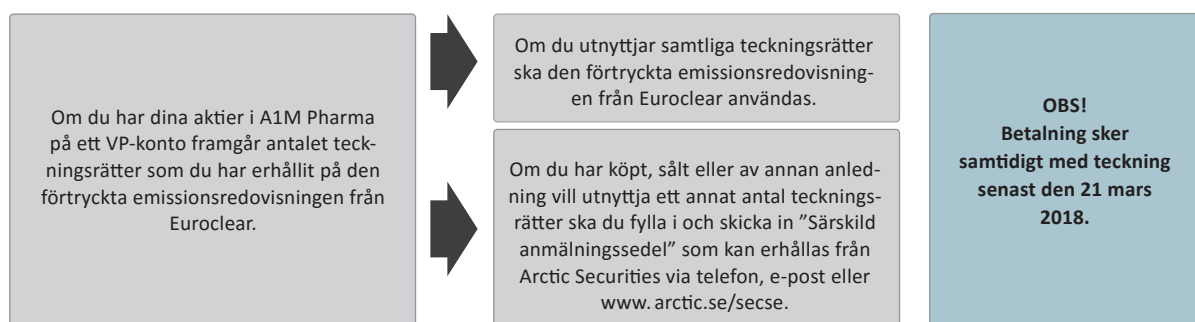 Om du har dina aktier i A1M Pharma
på ett VP-konto framgår antalet teck-
ningsrätter som du har erhållit på den
förtryckta emissionsredovisningen från
Euroclear.
Om du utnyttjar samtliga teckningsrätter
ska den förtryckta emissionsredovisning-
en från Euroclear användas.
Om du har köpt, sålt eller av annan anled-
ning vill utnyttja ett annat antal tecknings-
rätter ska du fylla i och skicka in ”Särskild
anmälningssedel” som kan erhållas från
Arctic Securities via telefon, e-post eller
www. arctic.se/secse.
OBS!
Betalning sker
samtidigt med teckning
senast den 21 mars
2018.